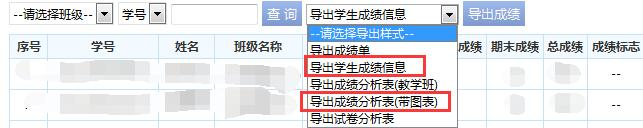 --请选择班级-- 学号 查 询 导出学生成绩信息 导出成绩
--请选择导出样式--
导出成绩单
序号 学号 姓名 班级名称 成绩 期末成绩 总成绩 成绩标志
导出学生成绩信息
--
导出成绩分析表(教学班)
导出成绩分析表(带图表)
--
导出试卷分析表